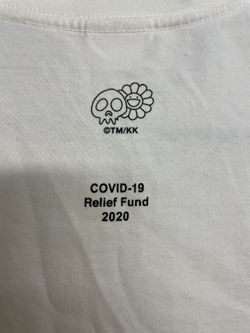 ©TM/KK
COVID-19
Relief Fund
2020